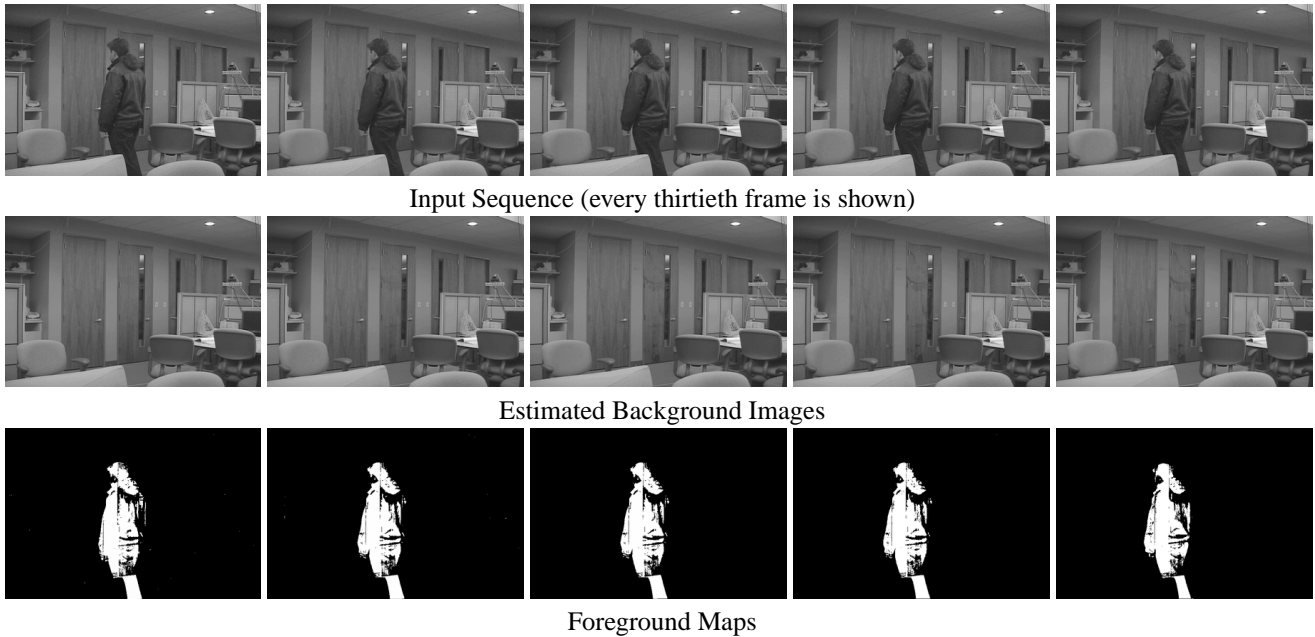 Input Sequence (every thirtieth frame is shown)
Estimated Background Images
Foreground Maps